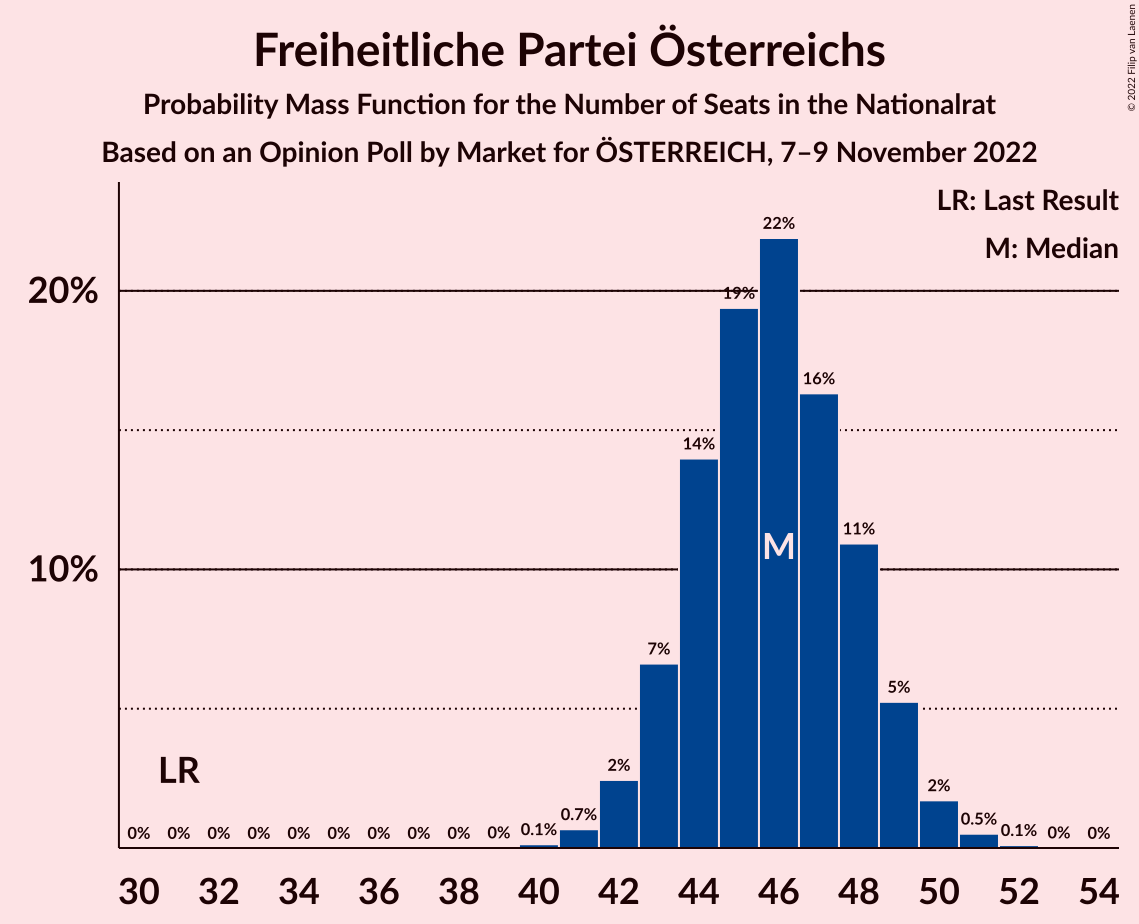 Freiheitliche Partei Österreichs
Probability Mass Function for the Number of Seats in the Nationalrat
Based on an Opinion Poll by Market for ÖSTERREICH, 7–9 November 2022
© 2022 Filip van Laenen
LR: Last Result
M: Median
20%
10%
22%
19%
16%
14%
11%
7%
5%
2%
2%
0.7%
0.5%
0.1%
0.1%
0% 0% 0% 0% 0% 0% 0% 0% 0% 0% 0% 0%
M
LR
30 32 34 36 38 40 42 44 46 48 50 52 54